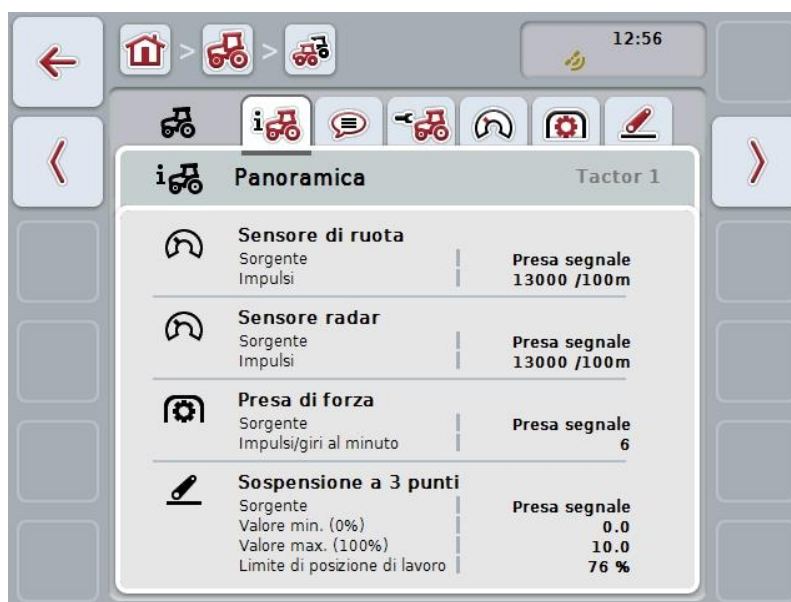 12:56
i
i Panoramica Tactor 1
Sensore di ruota
Sorgente Presa segnale
Impulsi 13000 /100m
Sensore radar
Sorgente Presa segnale
Impulsi 13000 /100m
Presa di forza
Sorgente Presa segnale
Impulsi/giri al minuto 6
Sospensione a 3 punti
Sorgente Presa segnale
Valore min. (0%) 0.0
Valore max. (100%) 10.0
Limite di posizione di lavoro 76 %